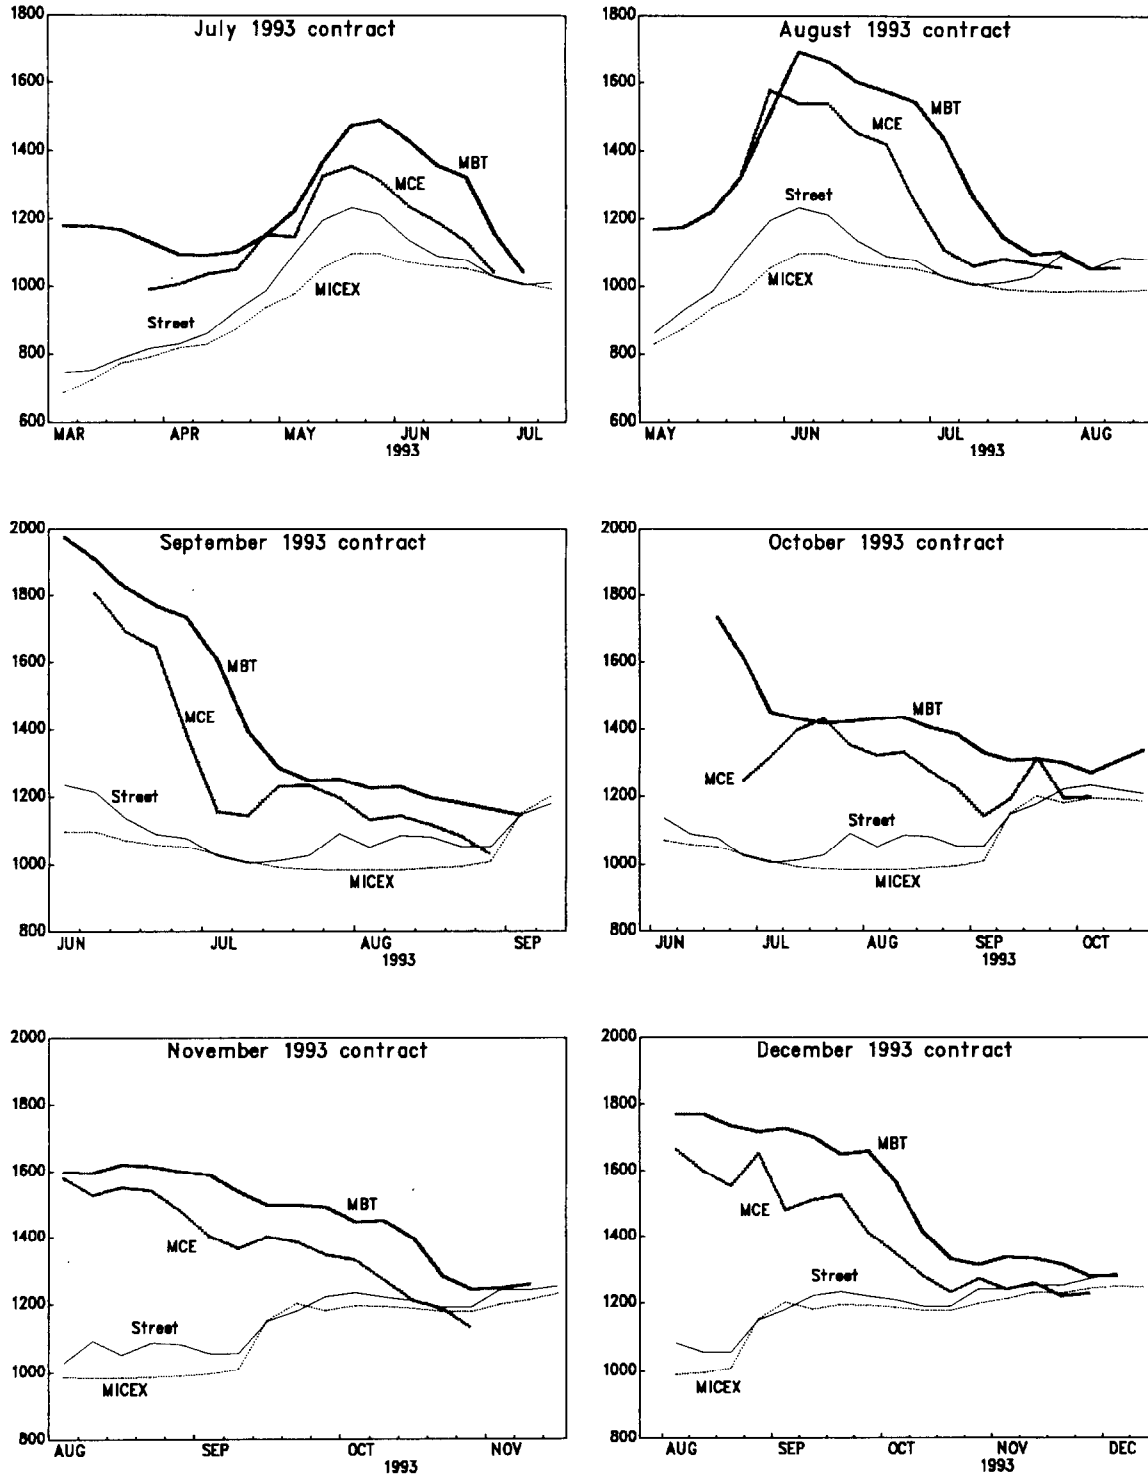 July 1993 contract
1800
1600
1400
1200
1000
800
600
MBT
MCE
MICEX
Street
MAR APR MAY JUN JUL
1993
August 1993 contract
1800
1600
1400
1200
1000
800
600
MBT
MCE
Street
MICEX
MAY JUN JUL AUG
1993
September 1993 contract
2000
1800
1600
1400
1200
1000
800
MBT
MCE
Street
MICEX
JUN JUL AUG SEP
1993
October 1993 contract
2000
1800
1600
1400
1200
1000
800
MBT
MCE
Street
MICEX
JUN JUL AUG SEP OCT
1993
November 1993 contract
2000
1800
1600
1400
1200
1000
800
MBT
MCE
Street
MICEX
AUG SEP OCT NOV
1993
December 1993 contract
2000
1800
1600
1400
1200
1000
800
MBT
MCE
Street
MICEX
AUG SEP OCT NOV DEC
1993